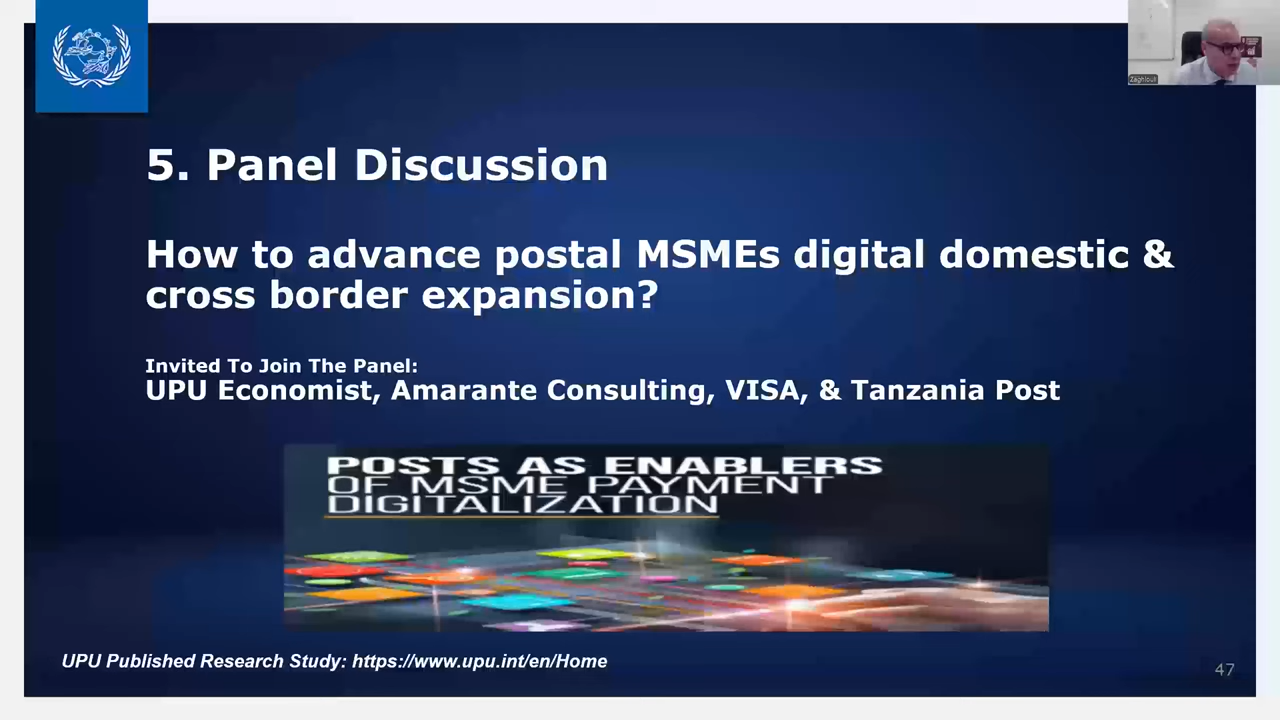 Zaghloul
5. Panel Discussion
How to advance postal MSMEs digital domestic &
cross border expansion?
Invited To Join The Panel:
UPU Economist, Amarante Consulting, VISA, & Tanzania Post
POSTS AS ENABLERS
OF MSME PAYMENT
DIGITALIZATION
UPU Published Research Study: https://www.upu.int/en/Home
47